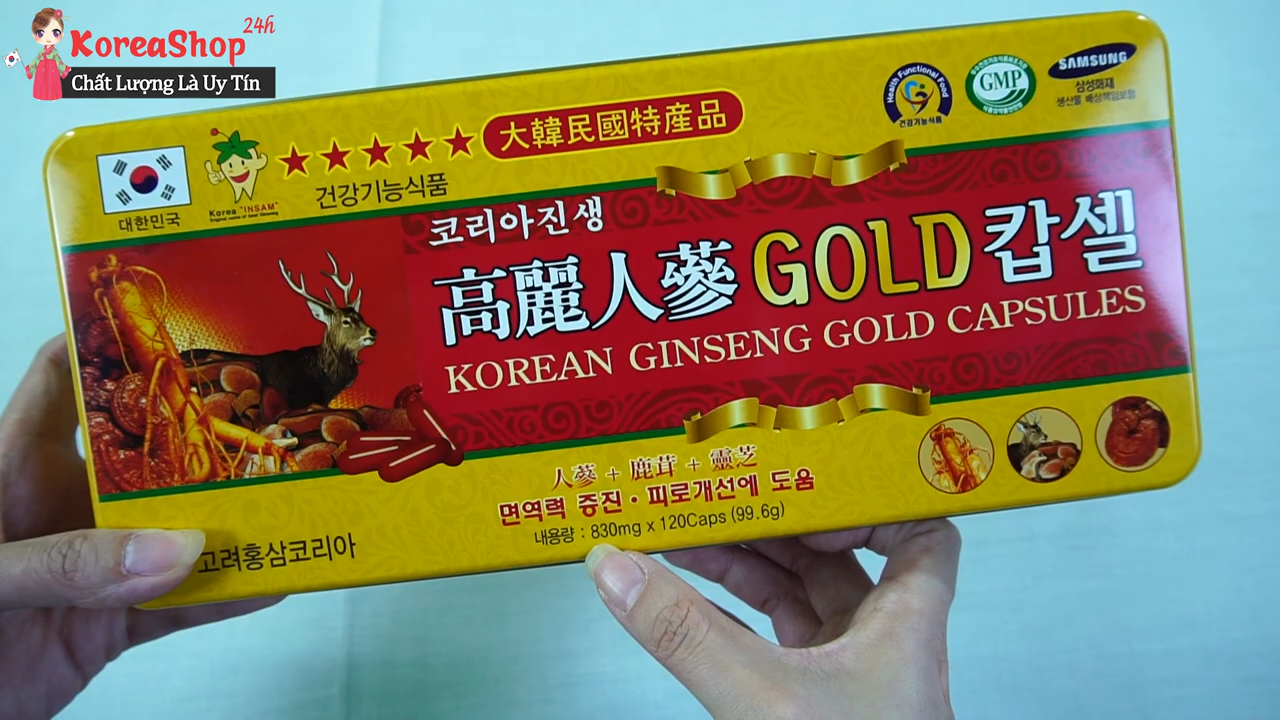 KoreaShop 24h
Chất Lượng Là Uy Tín
대한민국
Korea "INSAM"
건강기능식품
大韓民國特産品
Health Functional Food
건강기능식품
GMP
SAMSUNG
삼성화재
생산물 배상책임보험
코리아진생
高麗人蔘 GOLD 캅셀
KOREAN GINSENG GOLD CAPSULES
人蔘 + 鹿茸 + 靈芝
면역력 증진 · 피로개선에 도움
내용량 : 830mg x 120Caps (99.6g)
고려홍삼코리아